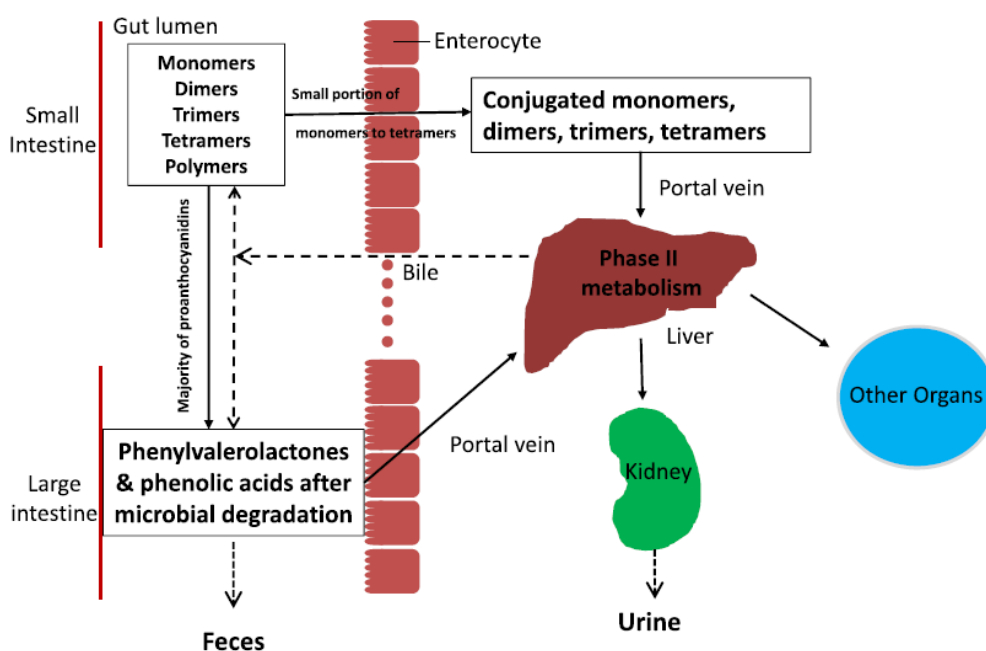 Gut lumen
Enterocyte
Small
Intestine
Monomers
Dimers
Trimers
Tetramers
Polymers
Small portion of
monomers to tetramers
Conjugated monomers,
dimers, trimers, tetramers
Portal vein
Majority of proanthocyanidins
Bile
Phase II
metabolism
Liver
Other Organs
Large
intestine
Phenylvalerolactones
& phenolic acids after
microbial degradation
Portal vein
Kidney
Feces
Urine